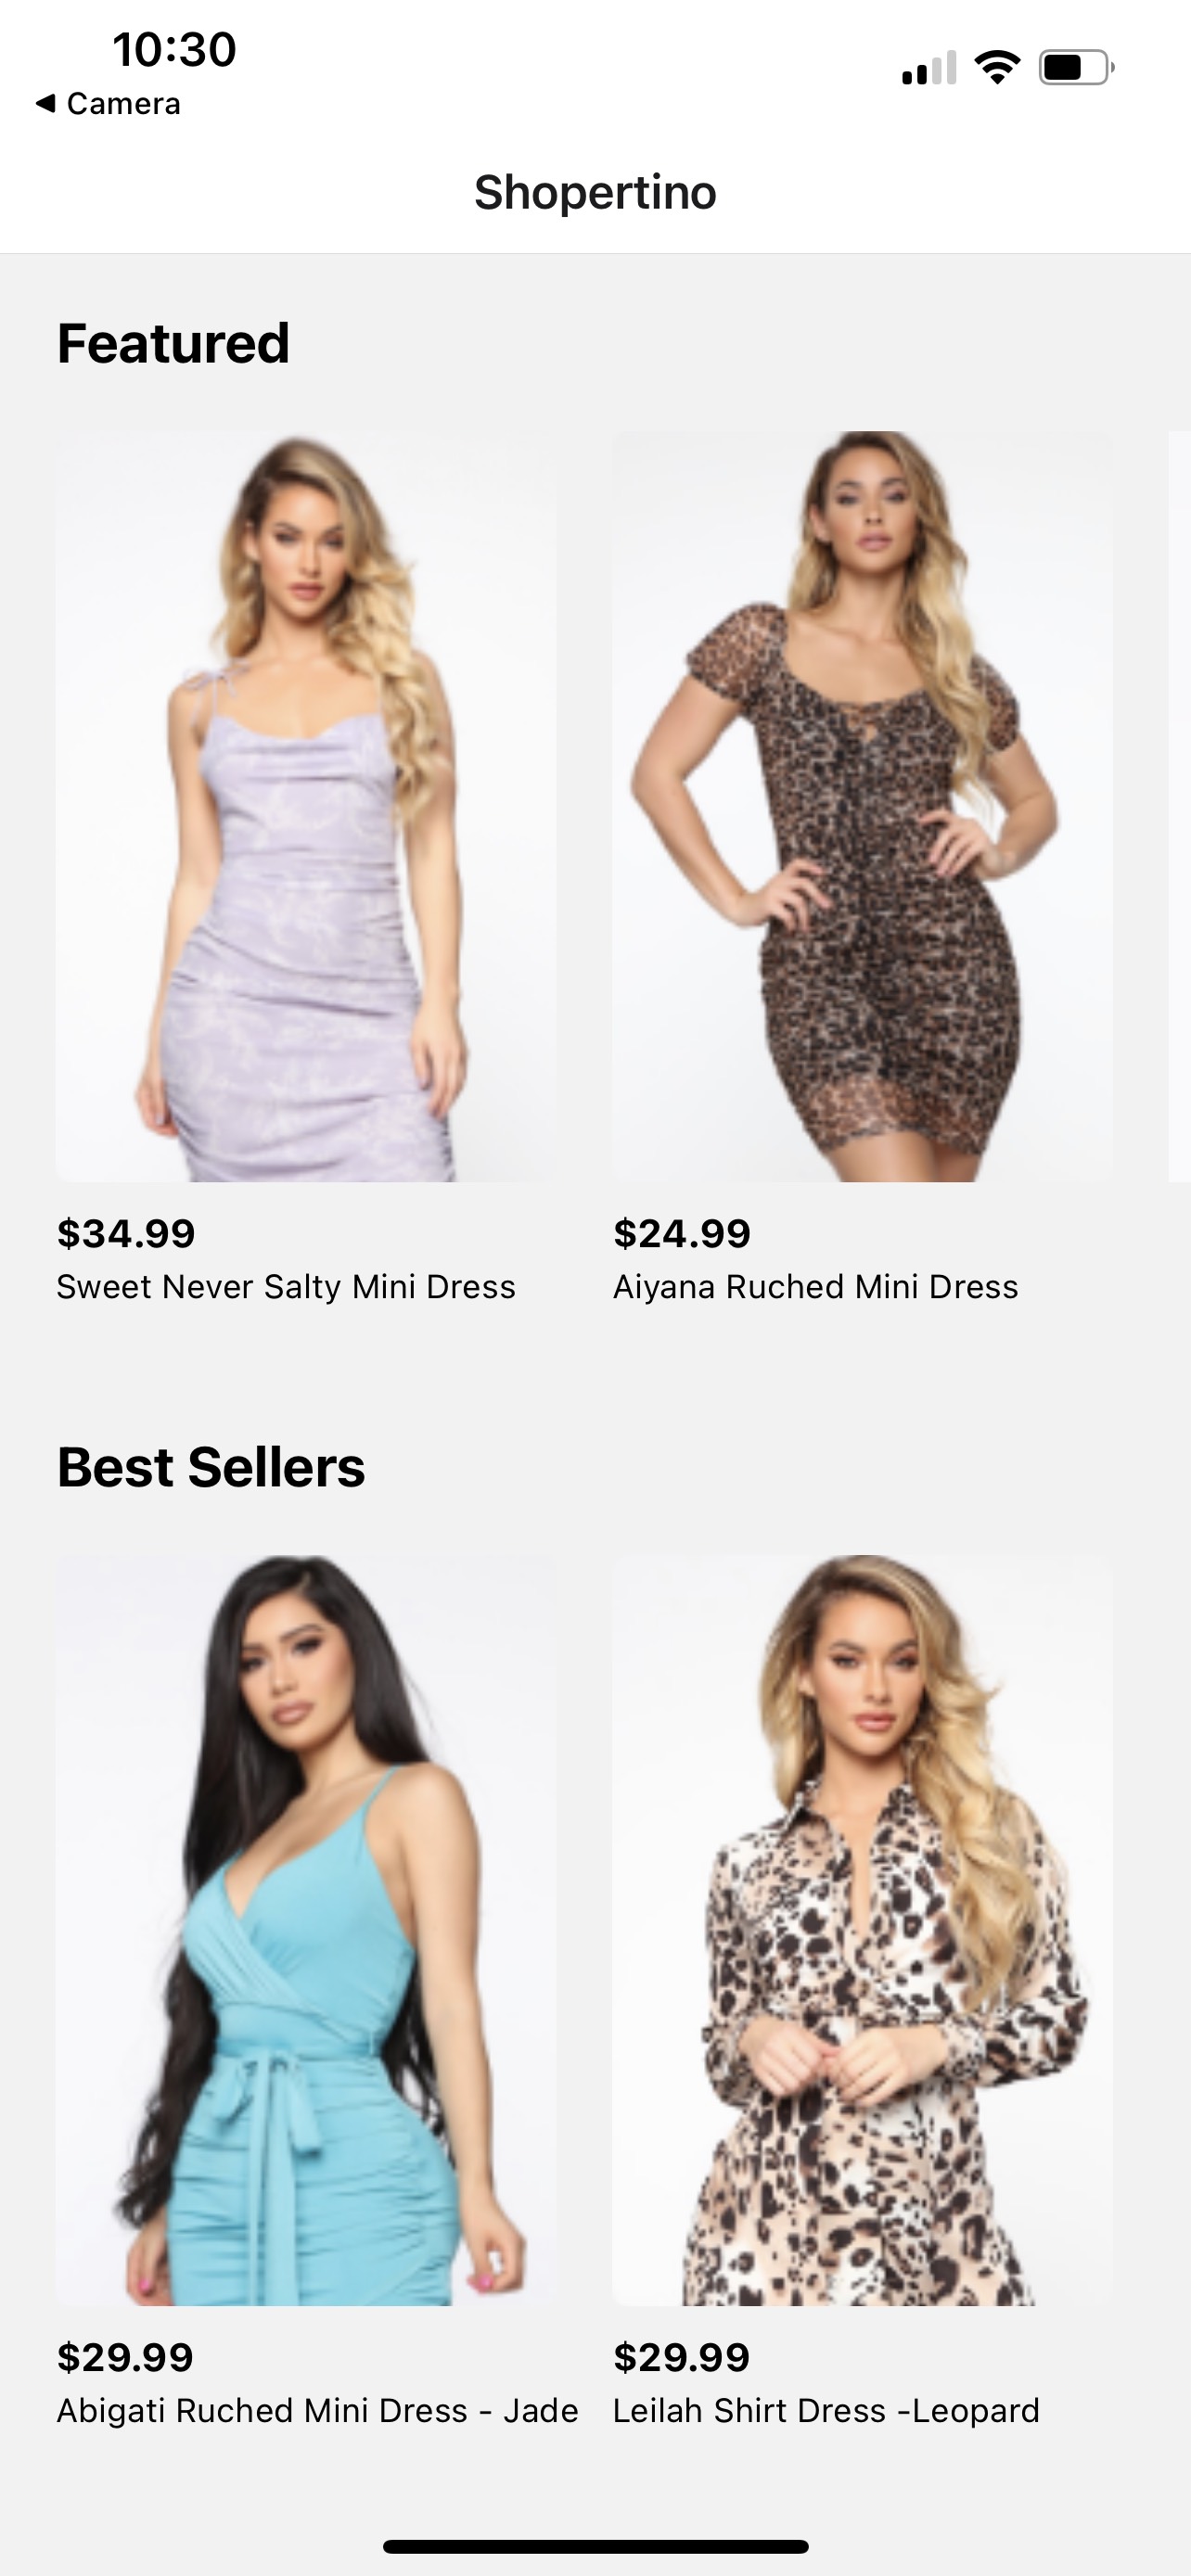 10:30
Camera
Shopertino
Featured
$34.99
Sweet Never Salty Mini Dress
$24.99
Aiyana Ruched Mini Dress
Best Sellers
$29.99
Abigati Ruched Mini Dress - Jade
$29.99
Leilah Shirt Dress -Leopard